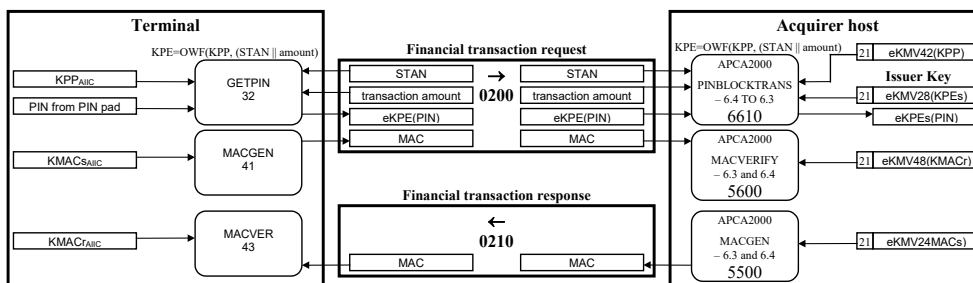 Terminal
KPE=OWF(KPP, (STAN || amount)
KPPAIIC
PIN from PIN pad
GETPIN
32
KMACsAIIC
MACGEN
41
KMACrAIIC
MACVER
43
Financial transaction request
STAN
transaction amount
eKPE(PIN)
MAC
→
0200
STAN
transaction amount
eKPE(PIN)
MAC
Financial transaction response
←
0210
MAC
MAC
Acquirer host
KPE=OWF(KPP, (STAN || amount)
APCA2000
PINBLOCKTRANS
– 6.4 TO 6.3
6610
21 eKMV42(KPP)
Issuer Key
21 eKMV28(KPEs)
eKPEs(PIN)
APCA2000
MACVERIFY
– 6.3 and 6.4
5600
21 eKMV48(KMACr)
APCA2000
MACGEN
– 6.3 and 6.4
5500
21 eKMV24MACs)